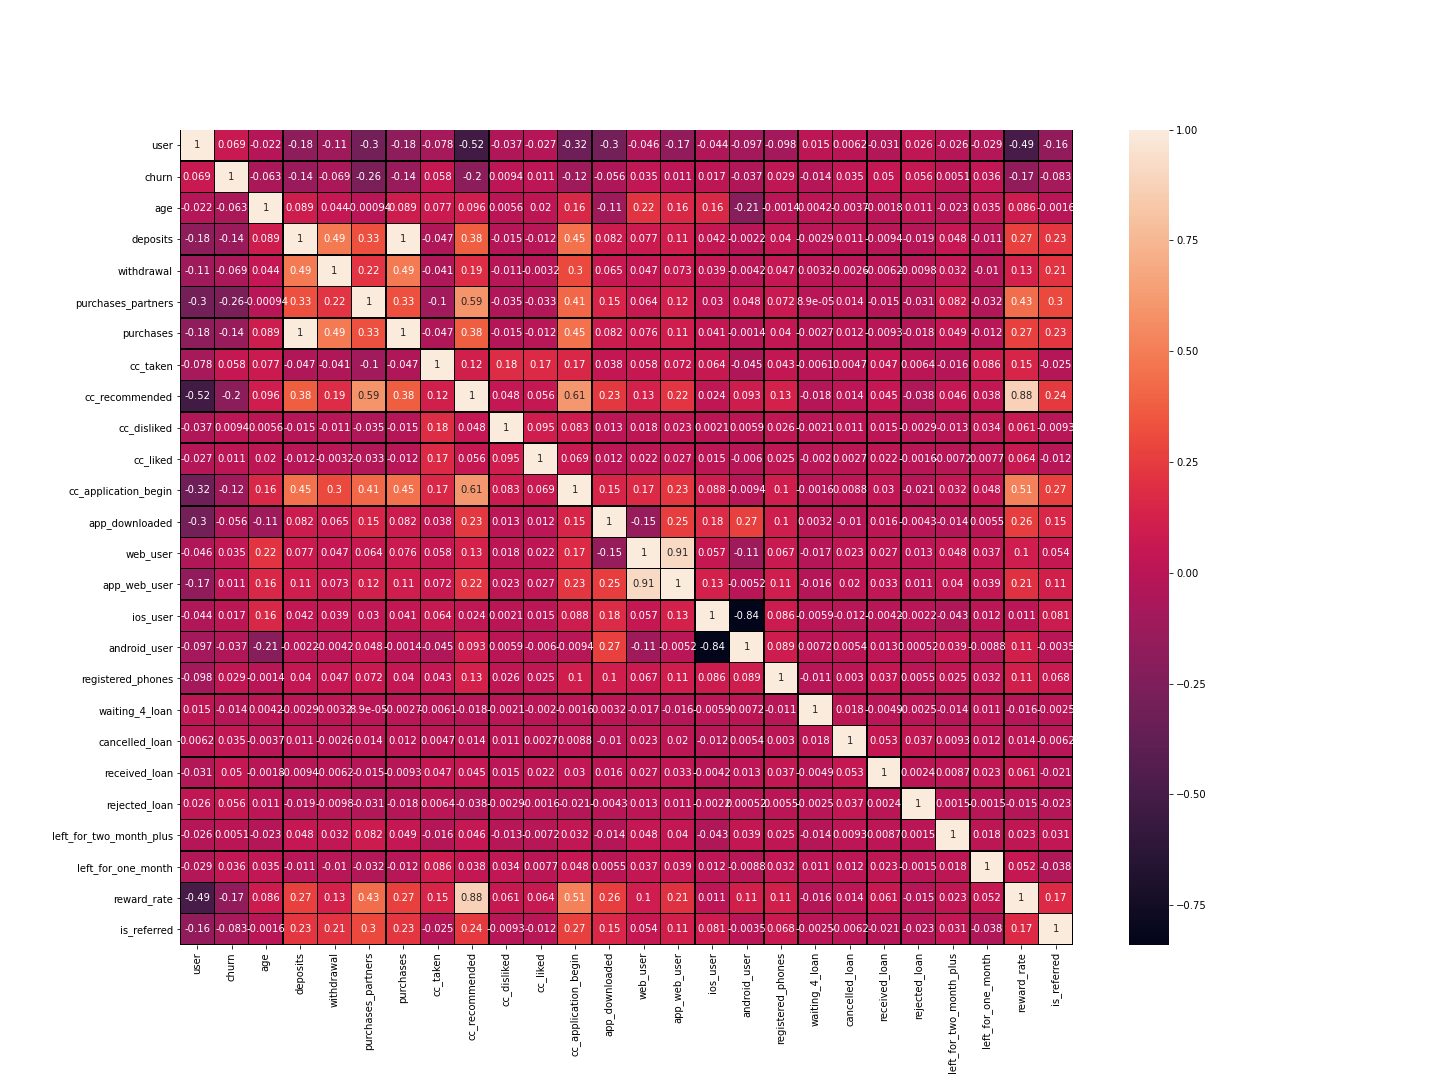 user 1 0.069 -0.022 -0.18 -0.11 -0.3 -0.18 -0.078 -0.52 -0.037 -0.027 -0.32 -0.3 -0.046 -0.17 -0.044 -0.097 -0.098 0.015 0.0062 -0.031 0.026 -0.026 -0.029 -0.49 -0.16 1.00
churn 0.069 1 -0.063 -0.14 -0.069 -0.26 -0.14 0.058 -0.2 0.0094 0.011 -0.12 -0.056 0.035 0.011 0.017 -0.037 0.029 -0.014 0.035 0.05 0.056 0.0051 0.036 -0.17 -0.083
age -0.022 -0.063 1 0.089 0.044 -0.00094 0.089 0.077 0.096 0.0056 0.02 0.16 -0.11 0.22 0.16 0.16 -0.21 -0.0014 0.0042 -0.0037 -0.0018 0.011 -0.023 0.035 0.086 -0.0016
deposits -0.18 -0.14 0.089 1 0.49 0.33 1 -0.047 0.38 -0.015 -0.012 0.45 0.082 0.077 0.11 0.042 -0.0022 0.04 -0.0029 0.011 -0.0094 -0.019 0.048 -0.011 0.27 0.23 0.75
withdrawal -0.11 -0.069 0.044 0.49 1 0.22 0.49 -0.041 0.19 -0.011 -0.0032 0.3 0.065 0.047 0.073 0.039 -0.0042 0.047 0.0032 -0.0026 -0.0062 -0.0098 0.032 -0.01 0.13 0.21
purchases_partners -0.3 -0.26 -0.00094 0.33 0.22 1 0.33 -0.1 0.59 -0.035 -0.033 0.41 0.15 0.064 0.12 0.03 0.048 0.072 8.9e-05 0.014 -0.015 -0.031 0.082 -0.032 0.43 0.3
purchases -0.18 -0.14 0.089 1 0.49 0.33 1 -0.047 0.38 -0.015 -0.012 0.45 0.082 0.076 0.11 0.041 -0.0014 0.04 -0.0027 0.012 -0.0093 -0.018 0.049 -0.012 0.27 0.23
cc_taken -0.078 0.058 0.077 -0.047 -0.041 -0.1 -0.047 1 0.12 0.18 0.17 0.17 0.038 0.058 0.072 0.064 -0.045 0.043 -0.0061 0.0047 0.047 0.0064 -0.016 0.086 0.15 -0.025 0.50
cc_recommended -0.52 -0.2 0.096 0.38 0.19 0.59 0.38 0.12 1 0.048 0.056 0.61 0.23 0.13 0.22 0.024 0.093 0.13 -0.018 0.014 0.045 -0.038 0.046 0.038 0.88 0.24
cc_disliked -0.037 0.0094 0.0056 -0.015 -0.011 -0.035 -0.015 0.18 0.048 1 0.095 0.083 0.013 0.018 0.023 0.0021 0.0059 0.026 -0.0021 0.011 0.015 -0.0029 -0.013 0.034 0.061 -0.0093
cc_liked -0.027 0.011 0.02 -0.012 -0.0032 -0.033 -0.012 0.17 0.056 0.095 1 0.069 0.012 0.022 0.027 0.015 -0.006 0.025 -0.002 0.0027 0.022 -0.0016 -0.0072 0.0077 0.064 -0.012 0.25
cc_application_begin -0.32 -0.12 0.16 0.45 0.3 0.41 0.45 0.17 0.61 0.083 0.069 1 0.15 0.17 0.23 0.088 -0.0094 0.1 -0.0016 0.0088 0.03 -0.021 0.032 0.048 0.51 0.27
app_downloaded -0.3 -0.056 -0.11 0.082 0.065 0.15 0.082 0.038 0.23 0.013 0.012 0.15 1 -0.15 0.25 0.18 0.27 0.1 0.0032 -0.01 0.016 -0.0043 -0.014 0.0055 0.26 0.15
web_user -0.046 0.035 0.22 0.077 0.047 0.064 0.076 0.058 0.13 0.018 0.022 0.17 -0.15 1 0.91 0.057 -0.11 0.067 -0.017 0.023 0.027 0.013 0.048 0.037 0.1 0.054
app_web_user -0.17 0.011 0.16 0.11 0.073 0.12 0.11 0.072 0.22 0.023 0.027 0.23 0.25 0.91 1 0.13 -0.0052 0.11 -0.016 0.02 0.033 0.011 0.04 0.039 0.21 0.11 0.00
ios_user -0.044 0.017 0.16 0.042 0.039 0.03 0.041 0.064 0.024 0.0021 0.015 0.088 0.18 0.057 0.13 1 -0.84 0.086 -0.0059 -0.012 -0.0042 -0.0022 -0.043 0.012 0.011 0.081
android_user -0.097 -0.037 -0.21 -0.0022 -0.0042 0.048 -0.0014 -0.045 0.093 0.0059 -0.006 -0.0094 0.27 -0.11 -0.0052 -0.84 1 0.089 0.0072 0.0054 0.013 0.00052 0.039 -0.0088 0.11 -0.0035
registered_phones -0.098 0.029 -0.0014 0.04 0.047 0.072 0.04 0.043 0.13 0.026 0.025 0.1 0.1 0.067 0.11 0.086 0.089 1 -0.011 0.003 0.037 0.0055 0.025 0.032 0.11 0.068 −0.25
waiting_4_loan 0.015 -0.014 0.0042 -0.0029 0.0032 8.9e-05 -0.0027 -0.0061 -0.018 -0.0021 -0.002 -0.0016 0.0032 -0.017 -0.016 -0.0059 0.0072 -0.011 1 0.018 -0.0049 -0.0025 -0.014 0.011 -0.016 -0.0025
cancelled_loan 0.0062 0.035 -0.0037 0.011 -0.0026 0.014 0.012 0.0047 0.014 0.011 0.0027 0.0088 -0.01 0.023 0.02 -0.012 0.0054 0.003 0.018 1 0.053 0.037 0.0093 0.012 0.014 -0.0062
received_loan -0.031 0.05 -0.0018 -0.0094 -0.0062 -0.015 -0.0093 0.047 0.045 0.015 0.022 0.03 0.016 0.027 0.033 -0.0042 0.013 0.037 -0.0049 0.053 1 0.0024 0.0087 0.023 0.061 -0.021
rejected_loan 0.026 0.056 0.011 -0.019 -0.0098 -0.031 -0.018 0.0064 -0.038 -0.0029 -0.0016 -0.021 -0.0043 0.013 0.011 -0.0022 0.00052 0.0055 -0.0025 0.037 0.0024 1 0.0015 -0.0015 -0.015 -0.023 −0.50
left_for_two_month_plus -0.026 0.0051 -0.023 0.048 0.032 0.082 0.049 -0.016 0.046 -0.013 -0.0072 0.032 -0.014 0.048 0.04 -0.043 0.039 0.025 -0.014 0.0093 0.0087 0.0015 1 0.018 0.023 0.031
left_for_one_month -0.029 0.036 0.035 -0.011 -0.01 -0.032 -0.012 0.086 0.038 0.034 0.0077 0.048 0.0055 0.037 0.039 0.012 -0.0088 0.032 0.011 0.012 0.023 -0.0015 0.018 1 0.052 -0.038
reward_rate -0.49 -0.17 0.086 0.27 0.13 0.43 0.27 0.15 0.88 0.061 0.064 0.51 0.26 0.1 0.21 0.011 0.11 0.11 -0.016 0.014 0.061 -0.015 0.023 0.052 1 0.17 −0.75
is_referred -0.16 -0.083 -0.0016 0.23 0.21 0.3 0.23 -0.025 0.24 -0.0093 -0.012 0.27 0.15 0.054 0.11 0.081 -0.0035 0.068 -0.0025 -0.0062 -0.021 -0.023 0.031 -0.038 0.17 1
user churn age deposits withdrawal purchases_partners purchases cc_taken cc_recommended cc_disliked cc_liked cc_application_begin app_downloaded web_user app_web_user ios_user android_user registered_phones waiting_4_loan cancelled_loan received_loan rejected_loan left_for_two_month_plus left_for_one_month reward_rate is_referred